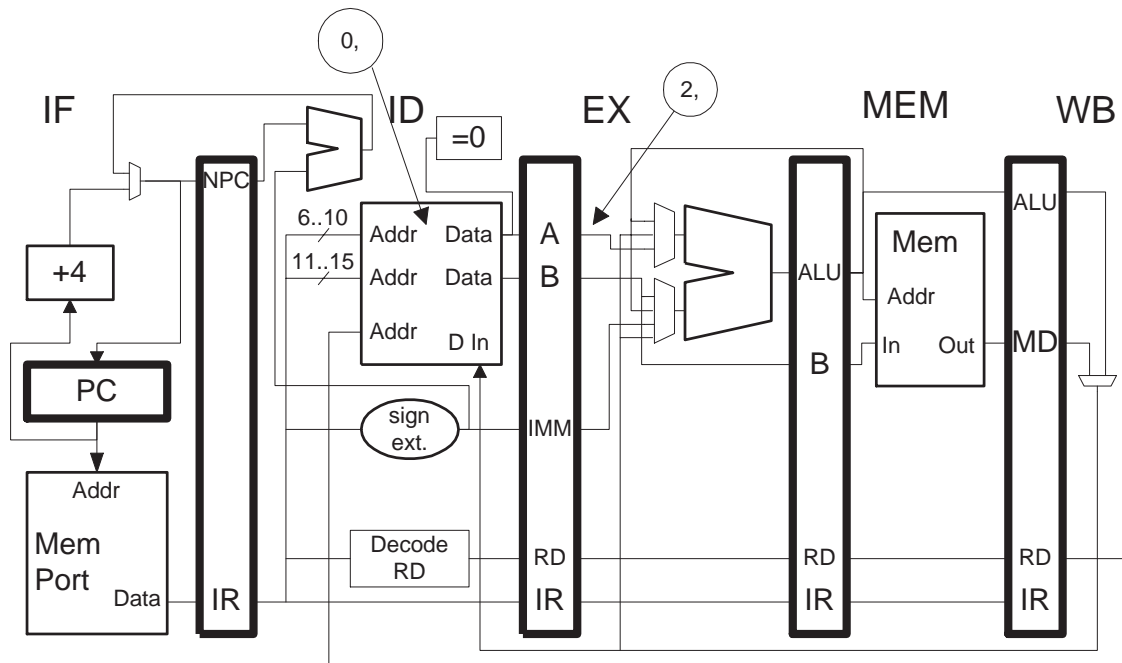 0,
2,
IF
ID
EX
MEM
WB
=0
NPC
6..10
Addr
Data
A
ALU
Mem
+4
11..15
Addr
Data
B
ALU
Addr
Addr
D In
In
Out
MD
PC
B
sign
ext.
IMM
Addr
Mem
Port
Data
Decode
RD
RD
RD
RD
IR
IR
IR
IR